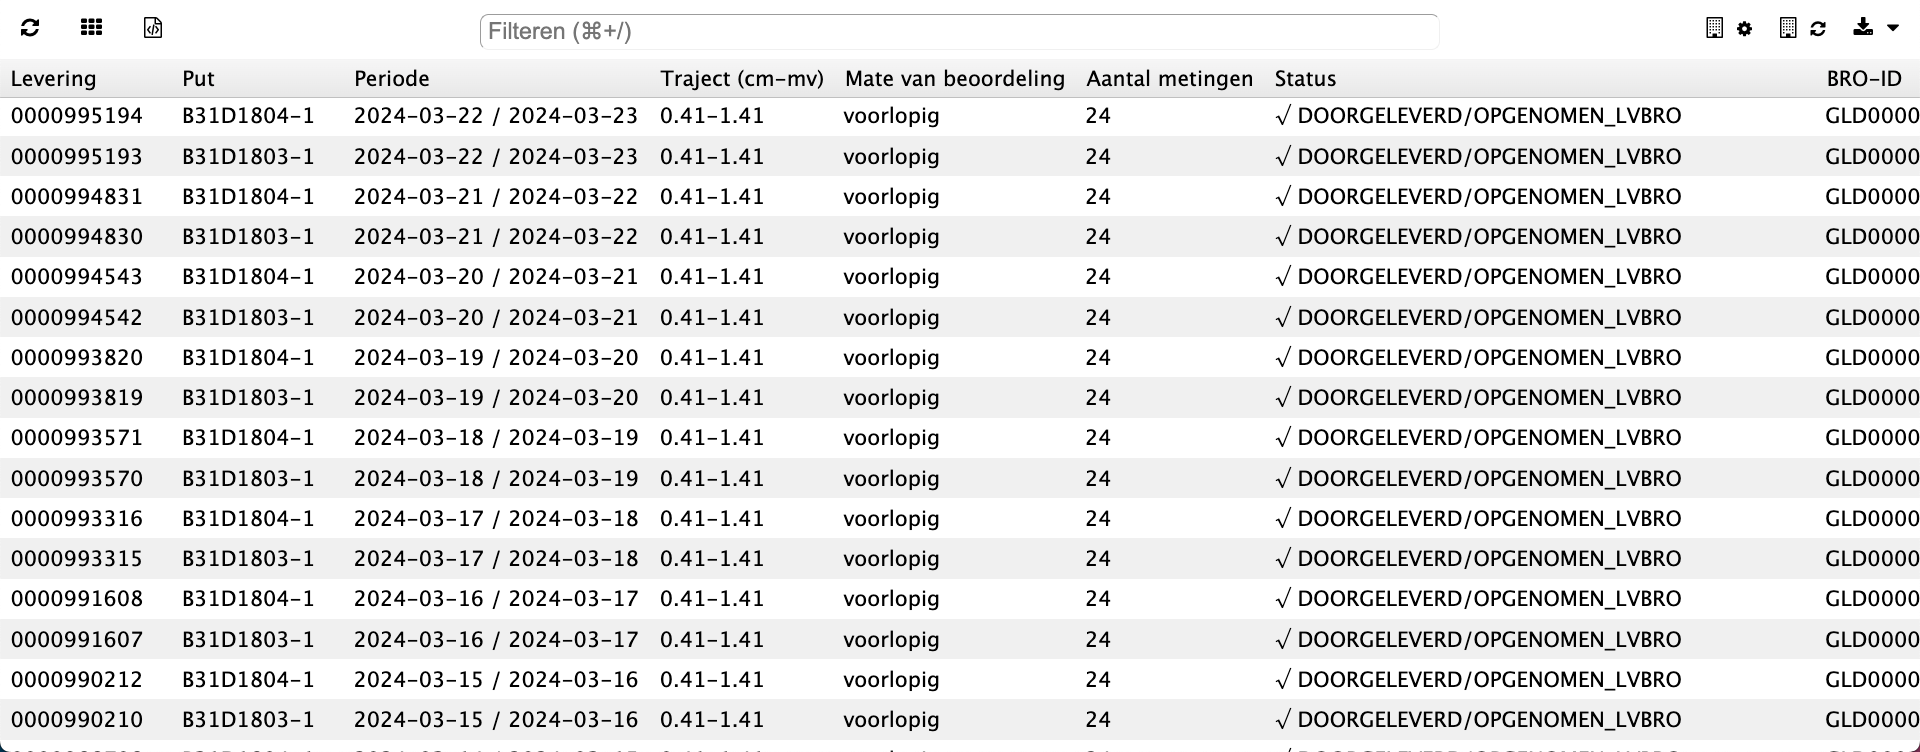 Filteren (⌘+/)
Levering Put Periode Traject (cm-mv) Mate van beoordeling Aantal metingen Status BRO-ID
0000995194 B31D1804-1 2024-03-22 / 2024-03-23 0.41-1.41 voorlopig 24 √ DOORGELEVERD/OPGENOMEN_LVBRO GLD0000
0000995193 B31D1803-1 2024-03-22 / 2024-03-23 0.41-1.41 voorlopig 24 √ DOORGELEVERD/OPGENOMEN_LVBRO GLD0000
0000994831 B31D1804-1 2024-03-21 / 2024-03-22 0.41-1.41 voorlopig 24 √ DOORGELEVERD/OPGENOMEN_LVBRO GLD0000
0000994830 B31D1803-1 2024-03-21 / 2024-03-22 0.41-1.41 voorlopig 24 √ DOORGELEVERD/OPGENOMEN_LVBRO GLD0000
0000994543 B31D1804-1 2024-03-20 / 2024-03-21 0.41-1.41 voorlopig 24 √ DOORGELEVERD/OPGENOMEN_LVBRO GLD0000
0000994542 B31D1803-1 2024-03-20 / 2024-03-21 0.41-1.41 voorlopig 24 √ DOORGELEVERD/OPGENOMEN_LVBRO GLD0000
0000993820 B31D1804-1 2024-03-19 / 2024-03-20 0.41-1.41 voorlopig 24 √ DOORGELEVERD/OPGENOMEN_LVBRO GLD0000
0000993819 B31D1803-1 2024-03-19 / 2024-03-20 0.41-1.41 voorlopig 24 √ DOORGELEVERD/OPGENOMEN_LVBRO GLD0000
0000993571 B31D1804-1 2024-03-18 / 2024-03-19 0.41-1.41 voorlopig 24 √ DOORGELEVERD/OPGENOMEN_LVBRO GLD0000
0000993570 B31D1803-1 2024-03-18 / 2024-03-19 0.41-1.41 voorlopig 24 √ DOORGELEVERD/OPGENOMEN_LVBRO GLD0000
0000993316 B31D1804-1 2024-03-17 / 2024-03-18 0.41-1.41 voorlopig 24 √ DOORGELEVERD/OPGENOMEN_LVBRO GLD0000
0000993315 B31D1803-1 2024-03-17 / 2024-03-18 0.41-1.41 voorlopig 24 √ DOORGELEVERD/OPGENOMEN_LVBRO GLD0000
0000991608 B31D1804-1 2024-03-16 / 2024-03-17 0.41-1.41 voorlopig 24 √ DOORGELEVERD/OPGENOMEN_LVBRO GLD0000
0000991607 B31D1803-1 2024-03-16 / 2024-03-17 0.41-1.41 voorlopig 24 √ DOORGELEVERD/OPGENOMEN_LVBRO GLD0000
0000990212 B31D1804-1 2024-03-15 / 2024-03-16 0.41-1.41 voorlopig 24 √ DOORGELEVERD/OPGENOMEN_LVBRO GLD0000
0000990210 B31D1803-1 2024-03-15 / 2024-03-16 0.41-1.41 voorlopig 24 √ DOORGELEVERD/OPGENOMEN_LVBRO GLD0000